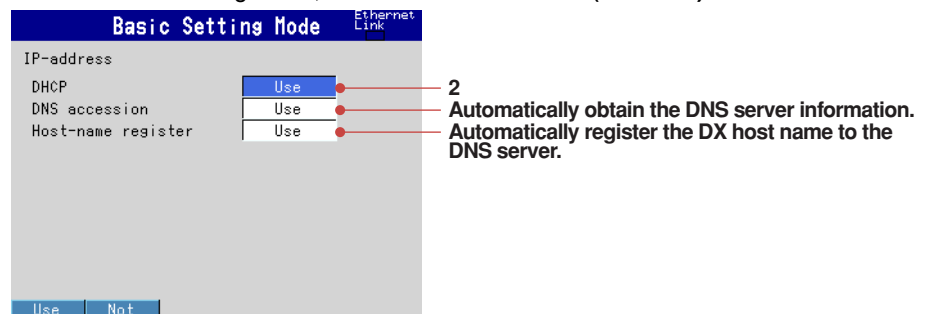 Basic Setting Mode
Ethernet
Link
IP-address
DHCP Use 2
DNS accession Use Automatically obtain the DNS server information.
Host-name register Use Automatically register the DX host name to the
DNS server.
Use Not